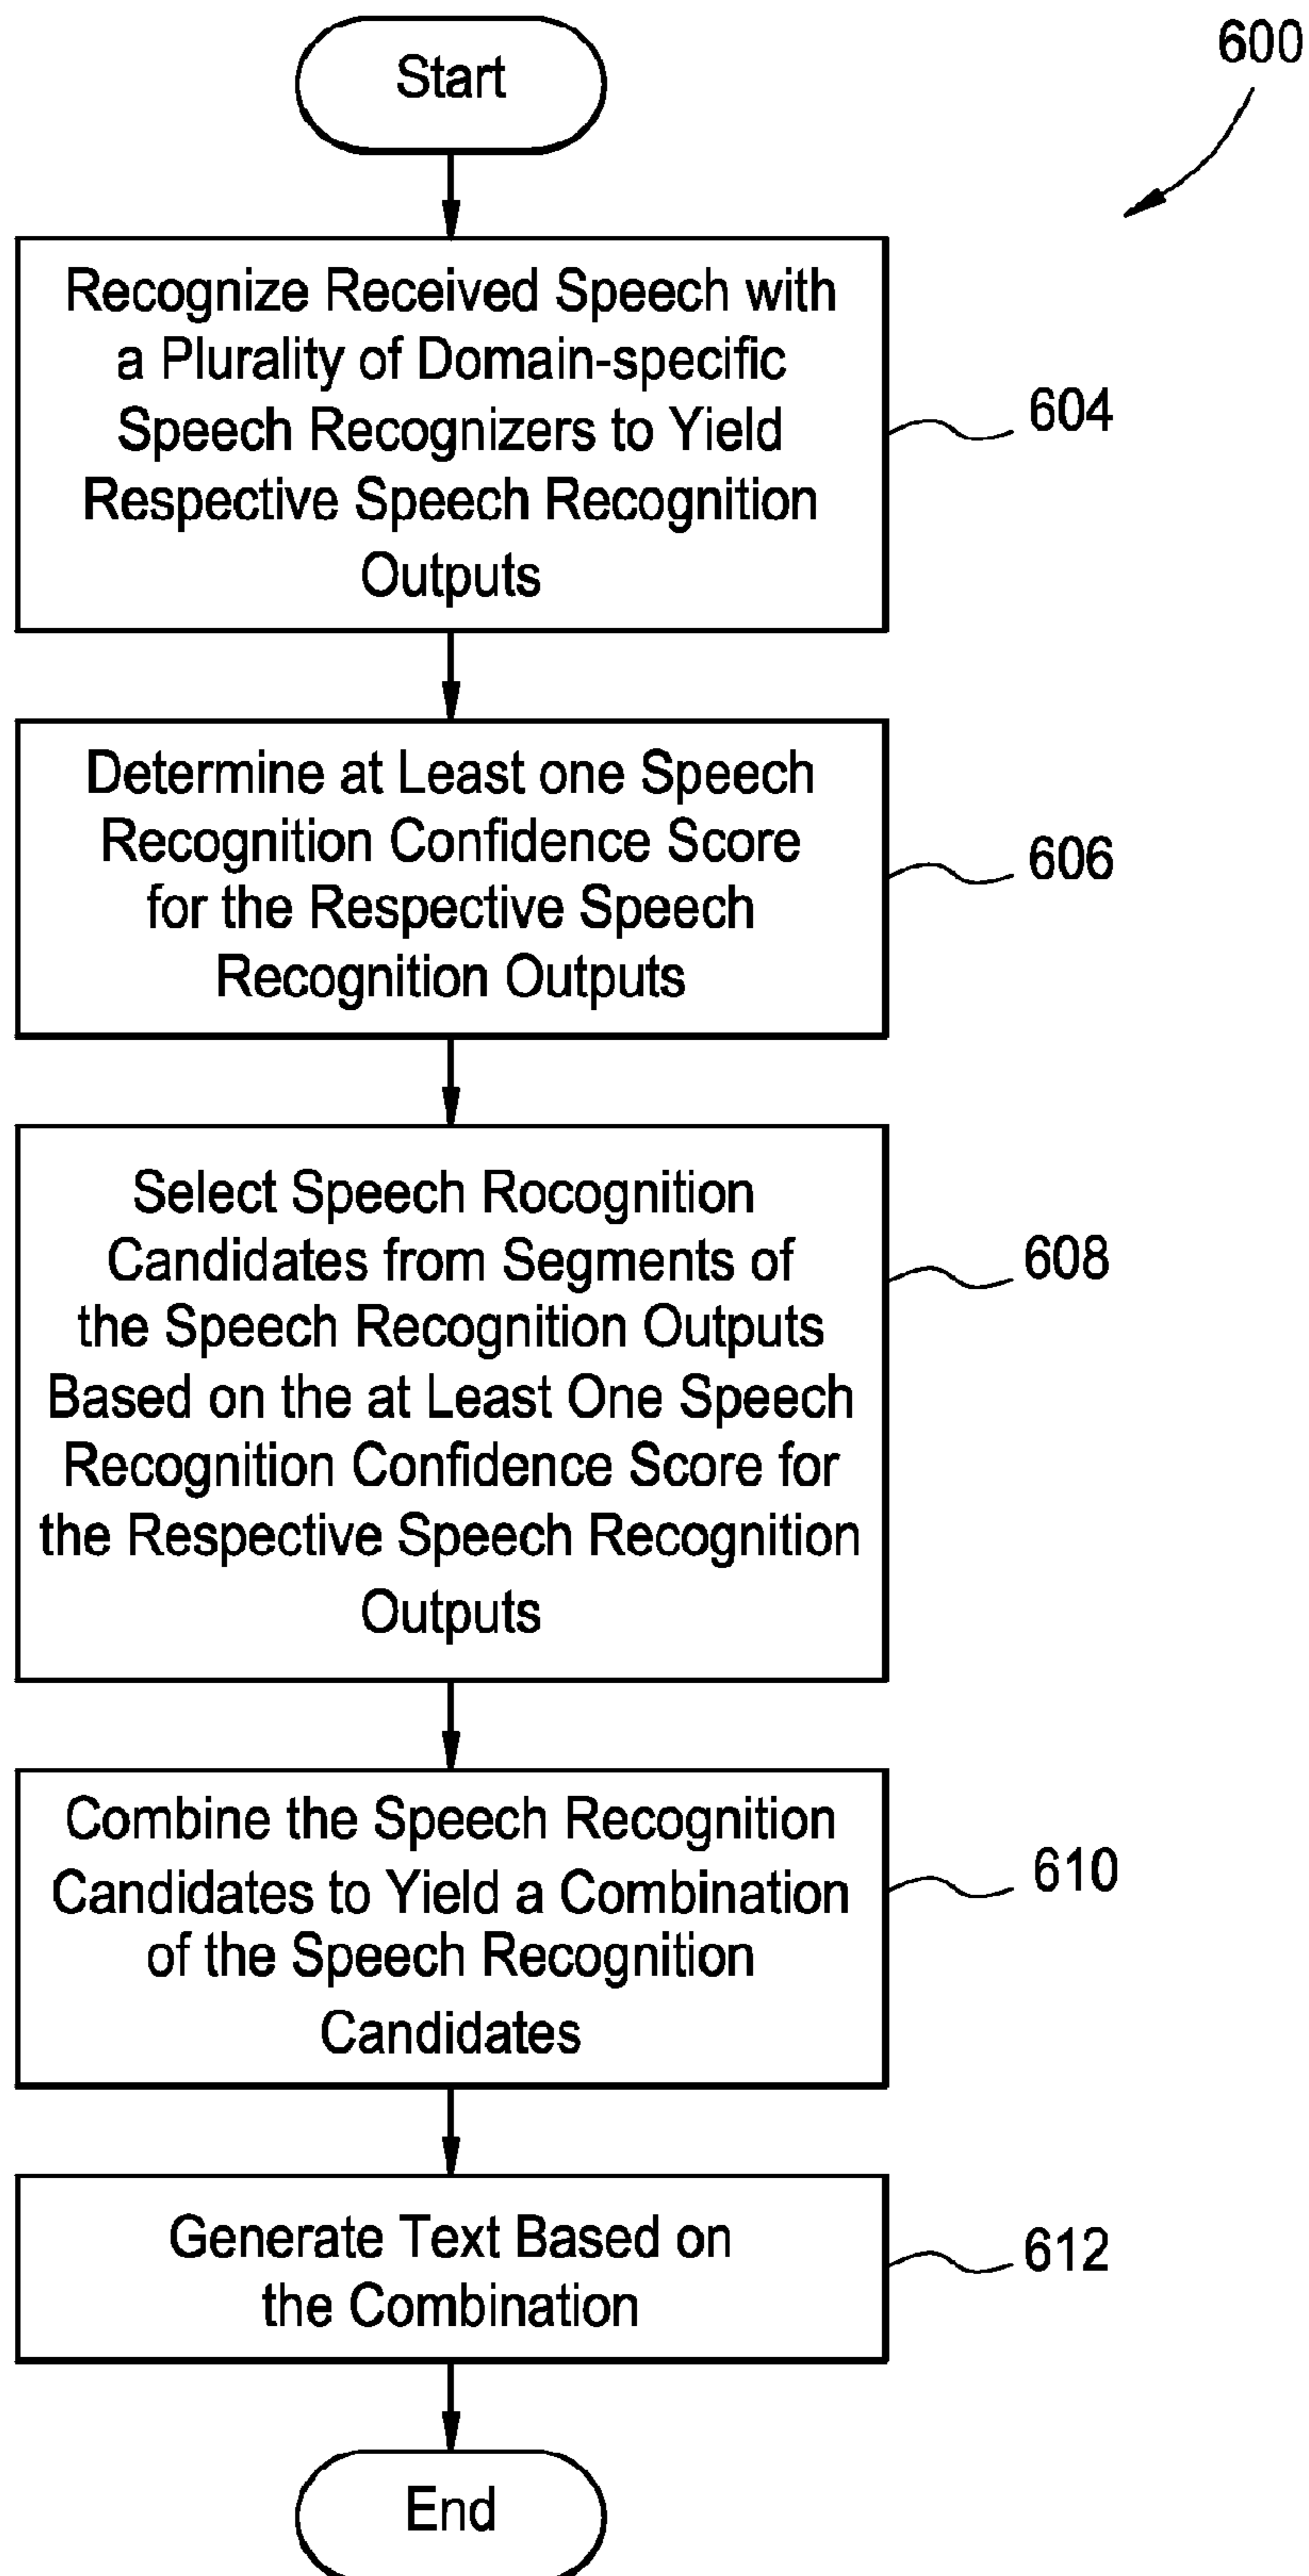 Start
600
Recognize Received Speech with
a Plurality of Domain-specific
Speech Recognizers to Yield
Respective Speech Recognition
Outputs
604
Determine at Least one Speech
Recognition Confidence Score
for the Respective Speech
Recognition Outputs
606
Select Speech Rocognition
Candidates from Segments of
the Speech Recognition Outputs
Based on the at Least One Speech
Recognition Confidence Score for
the Respective Speech Recognition
Outputs
608
Combine the Speech Recognition
Candidates to Yield a Combination
of the Speech Recognition
Candidates
610
Generate Text Based on
the Combination
612
End